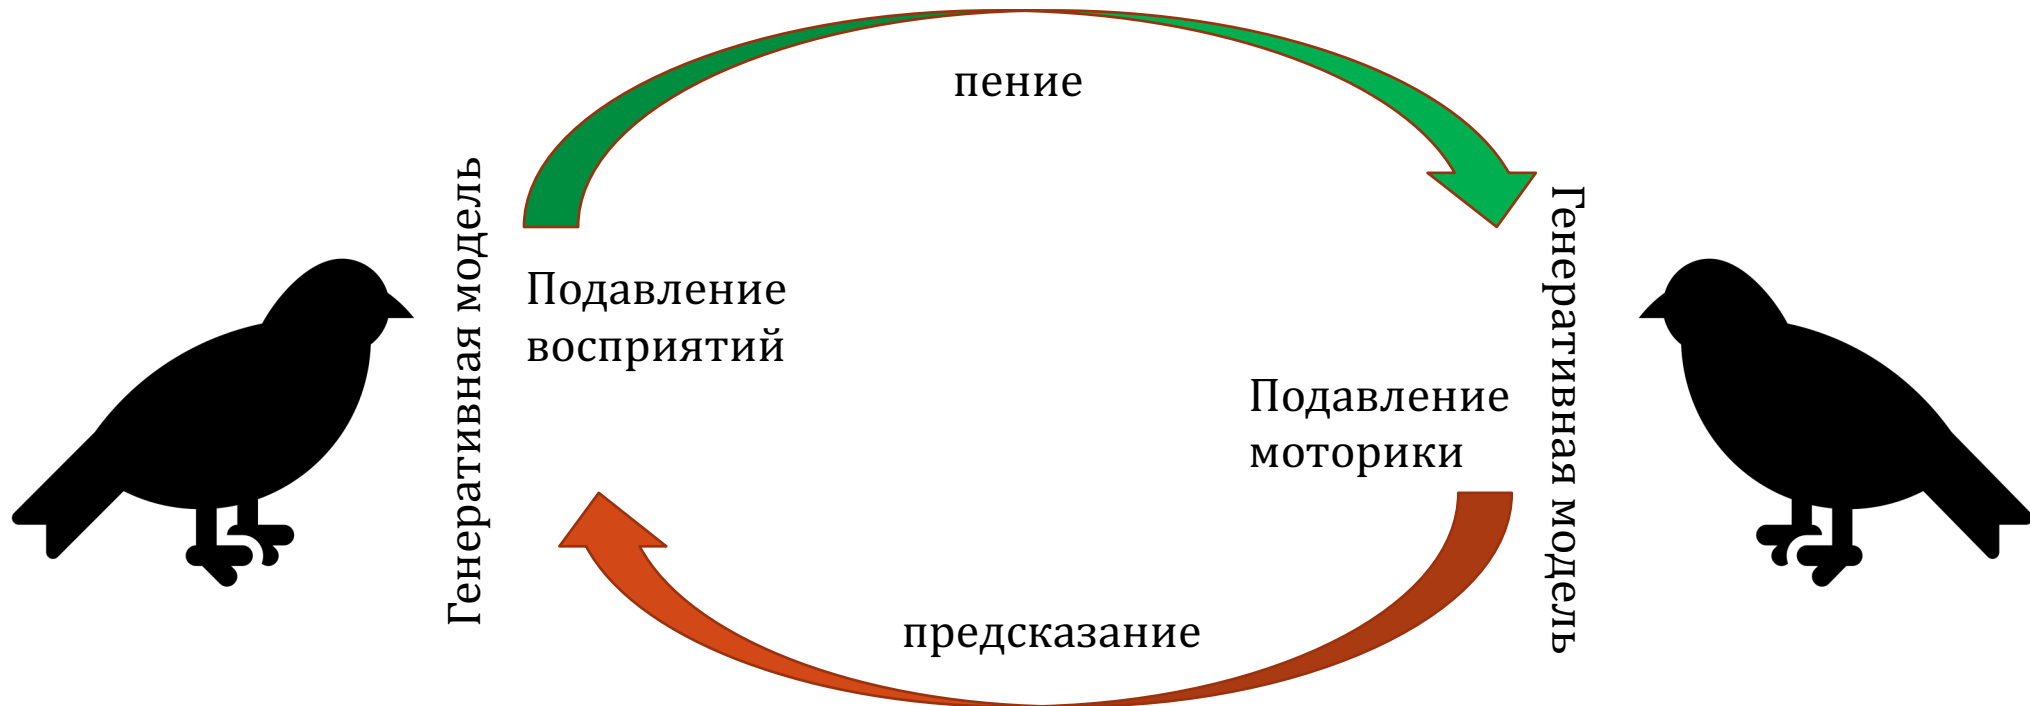 пение
Генеративная модель
Подавление
восприятий
Подавление
моторики
Генеративная модель
предсказание